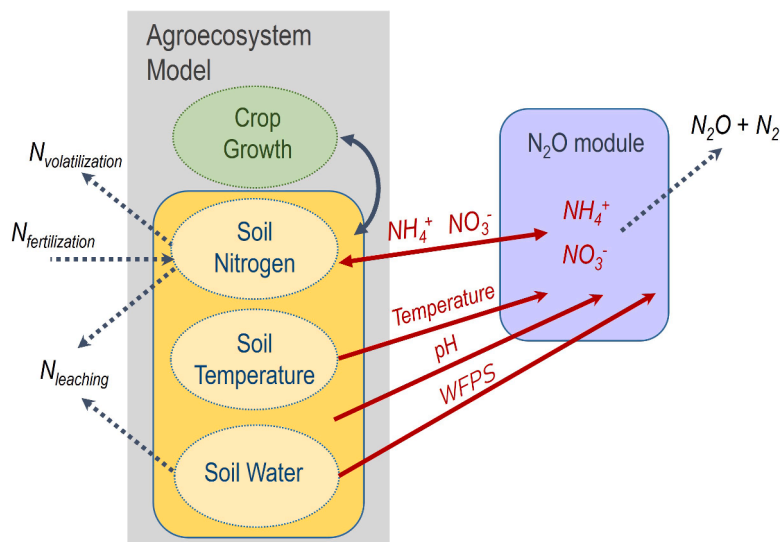 Agroecosystem
Model
Crop
Growth
N₂O module
N₂O + N₂
Nvolatilization
Nfertilization
Nleaching
Soil
Nitrogen
NH₄⁺ NO₃⁻
NH₄⁺
NO₃⁻
Soil
Temperature
Temperature
pH
WFPS
Soil Water